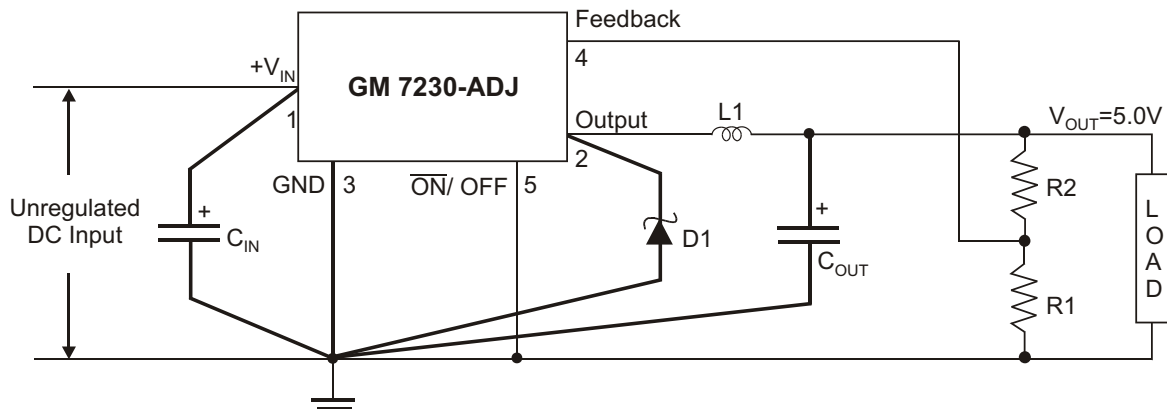 Feedback
4
+V_IN
GM 7230-ADJ
1
Output
2
L1
V_OUT=5.0V
GND
3
O̅N̅/ OFF
5
R2
Unregulated
DC Input
+
C_IN
D1
+
C_OUT
R1
L
O
A
D